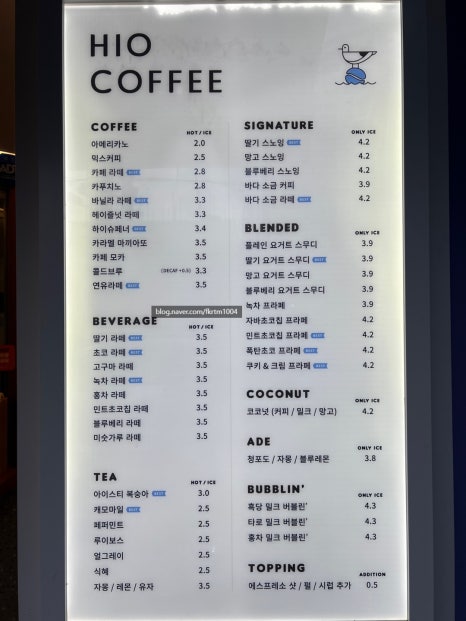 HIO
COFFEE
COFFEE
HOT / ICE
아메리카노 2.0
믹스커피 2.5
카페 라떼 BEST 2.8
카푸치노 2.8
바닐라 라떼 BEST 3.3
헤이즐넛 라떼 3.3
하이슈페너 BEST 3.4
카라멜 마끼아또 3.5
카페 모카 3.5
콜드브루 (DECAF +0.5) 3.3
연유라떼 BEST 3.5
BEVERAGE
HOT / ICE
딸기 라떼 BEST 3.5
초코 라떼 BEST 3.5
고구마 라떼 3.5
녹차 라떼 BEST 3.5
홍차 라떼 3.5
민트초코칩 라떼 3.5
블루베리 라떼 3.5
미숫가루 라떼 3.5
TEA
HOT / ICE
아이스티 복숭아 BEST 3.0
캐모마일 BEST 2.5
페퍼민트 2.5
루이보스 2.5
얼그레이 2.5
식혜 2.5
자몽 / 레몬 / 유자 3.5
SIGNATURE
ONLY ICE
딸기 스노잉 BEST 4.2
망고 스노잉 4.2
블루베리 스노잉 4.2
바다 소금 커피 3.9
바다 소금 라떼 BEST 4.2
BLENDED
ONLY ICE
플레인 요거트 스무디 3.9
딸기 요거트 스무디 BEST 3.9
망고 요거트 스무디 3.9
블루베리 요거트 스무디 3.9
녹차 프라페 3.9
자바초코칩 프라페 4.2
민트초코칩 프라페 BEST 4.2
폭탄초코 프라페 BEST 4.2
쿠키 & 크림 프라페 BEST 4.2
COCONUT
ONLY ICE
코코넛 (커피 / 밀크 / 망고) 4.2
ADE
ONLY ICE
청포도 / 자몽 / 블루레몬 3.8
BUBBLIN'
ONLY ICE
흑당 밀크 버블린' 4.3
타로 밀크 버블린' 4.3
홍차 밀크 버블린' 4.3
TOPPING
ADDITION
에스프레소 샷 / 펄 / 시럽 추가 0.5
blog.naver.com/fkrtm1004